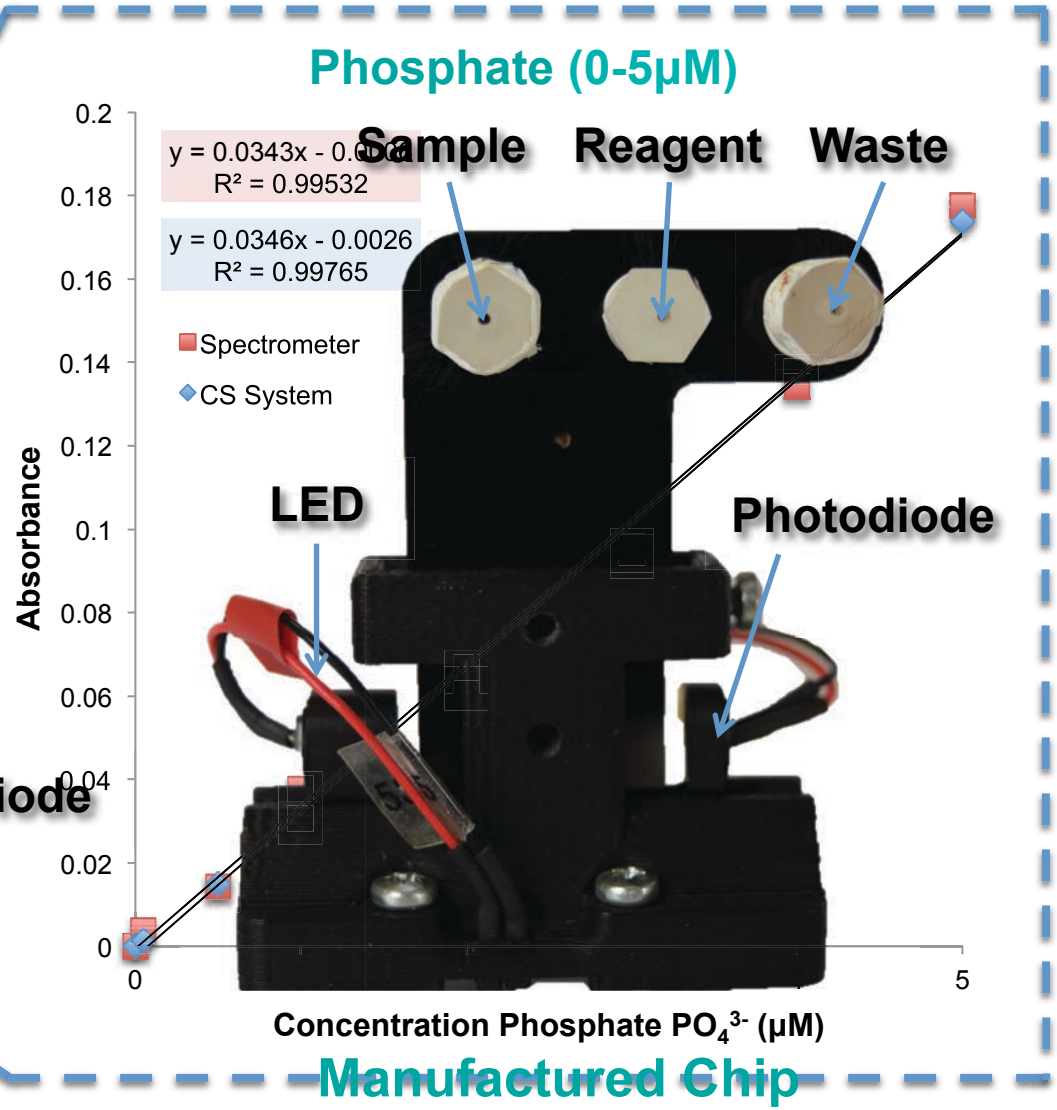 Phosphate (0-5µM)
0.2
0.18
0.16
0.14
0.12
0.1
0.08
0.06
0.04
0.02
0
y = 0.0343x - 0.0
R² = 0.99532
y = 0.0346x - 0.0026
R² = 0.99765
Sample Reagent Waste
Spectrometer
CS System
LED
Photodiode
iode
Absorbance
0 5
Concentration Phosphate PO₄³⁻ (µM)
Manufactured Chip